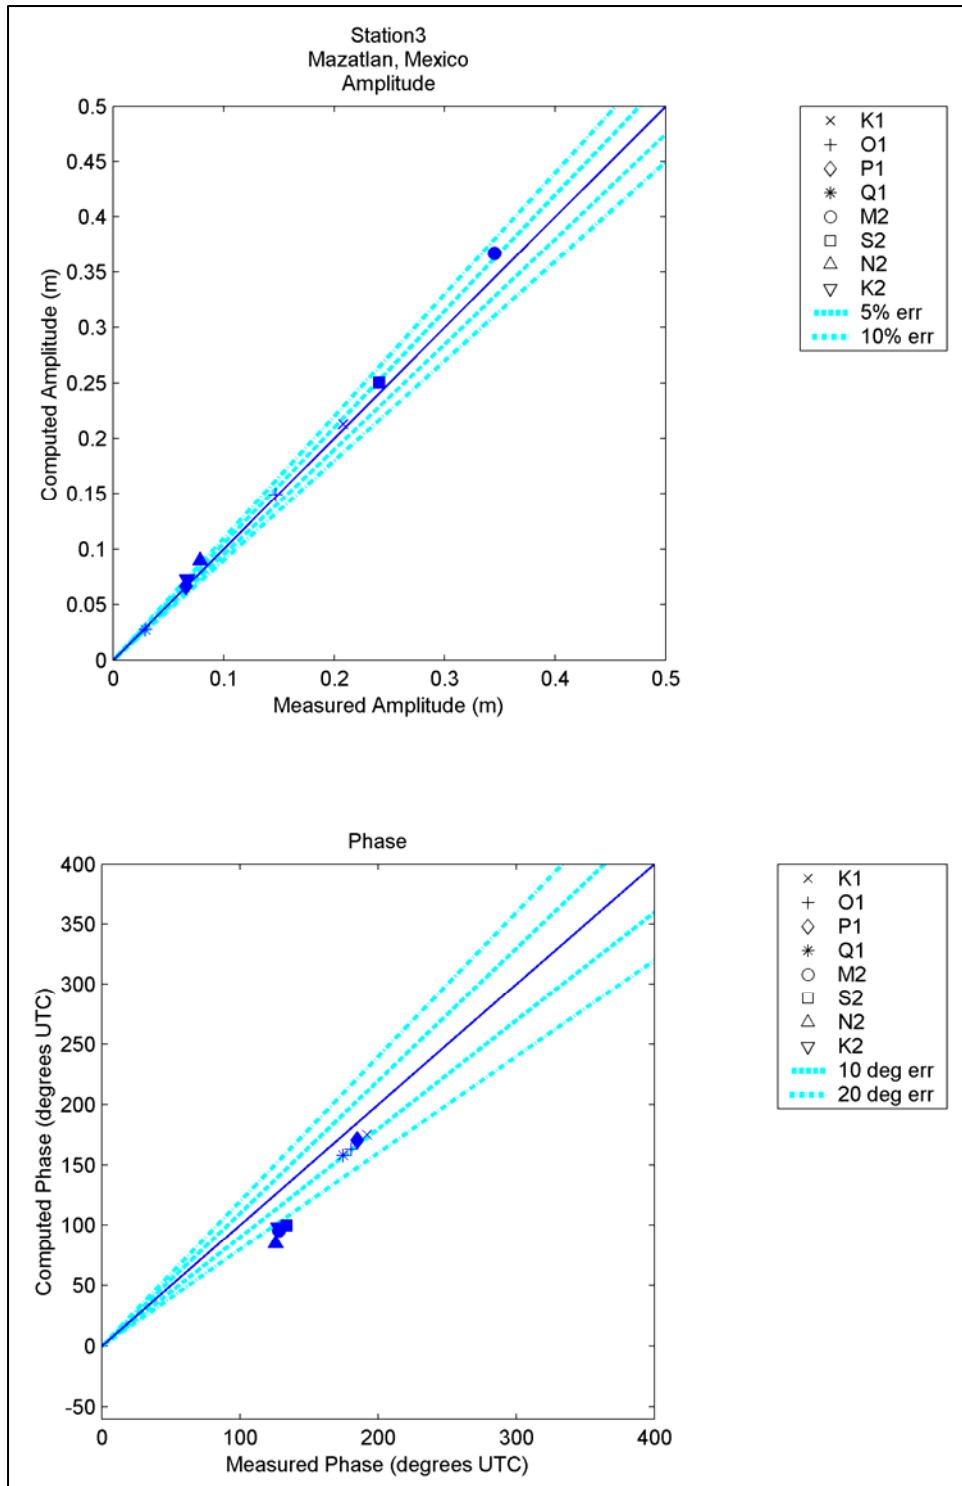 Station3
Mazatlan, Mexico
Amplitude
0.5
0.45
0.4
0.35
0.3
0.25
0.2
0.15
0.1
0.05
0
Computed Amplitude (m)
0 0.1 0.2 0.3 0.4 0.5
Measured Amplitude (m)
K1
O1
P1
Q1
M2
S2
N2
K2
5% err
10% err
Phase
400
350
300
250
200
150
100
50
0
-50
Computed Phase (degrees UTC)
0 100 200 300 400
Measured Phase (degrees UTC)
K1
O1
P1
Q1
M2
S2
N2
K2
10 deg err
20 deg err